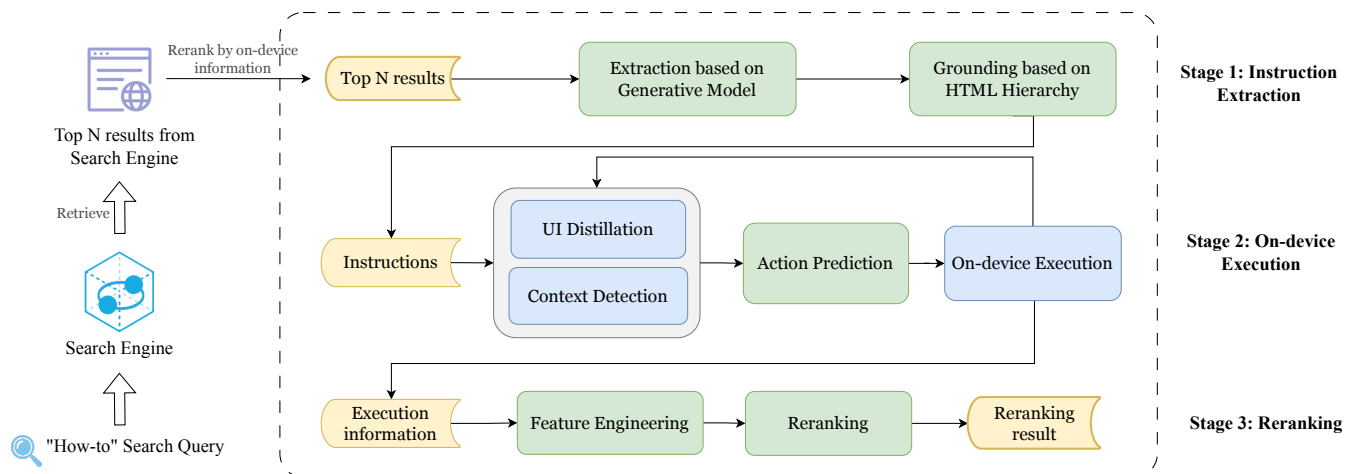 Rerank by on-device
information
Top N results from
Search Engine
Retrieve
Search Engine
"How-to" Search Query
Top N results
Extraction based on
Generative Model
Grounding based on
HTML Hierarchy
Stage 1: Instruction
Extraction
Instructions
UI Distillation
Context Detection
Action Prediction
On-device Execution
Stage 2: On-device
Execution
Execution
information
Feature Engineering
Reranking
Reranking
result
Stage 3: Reranking